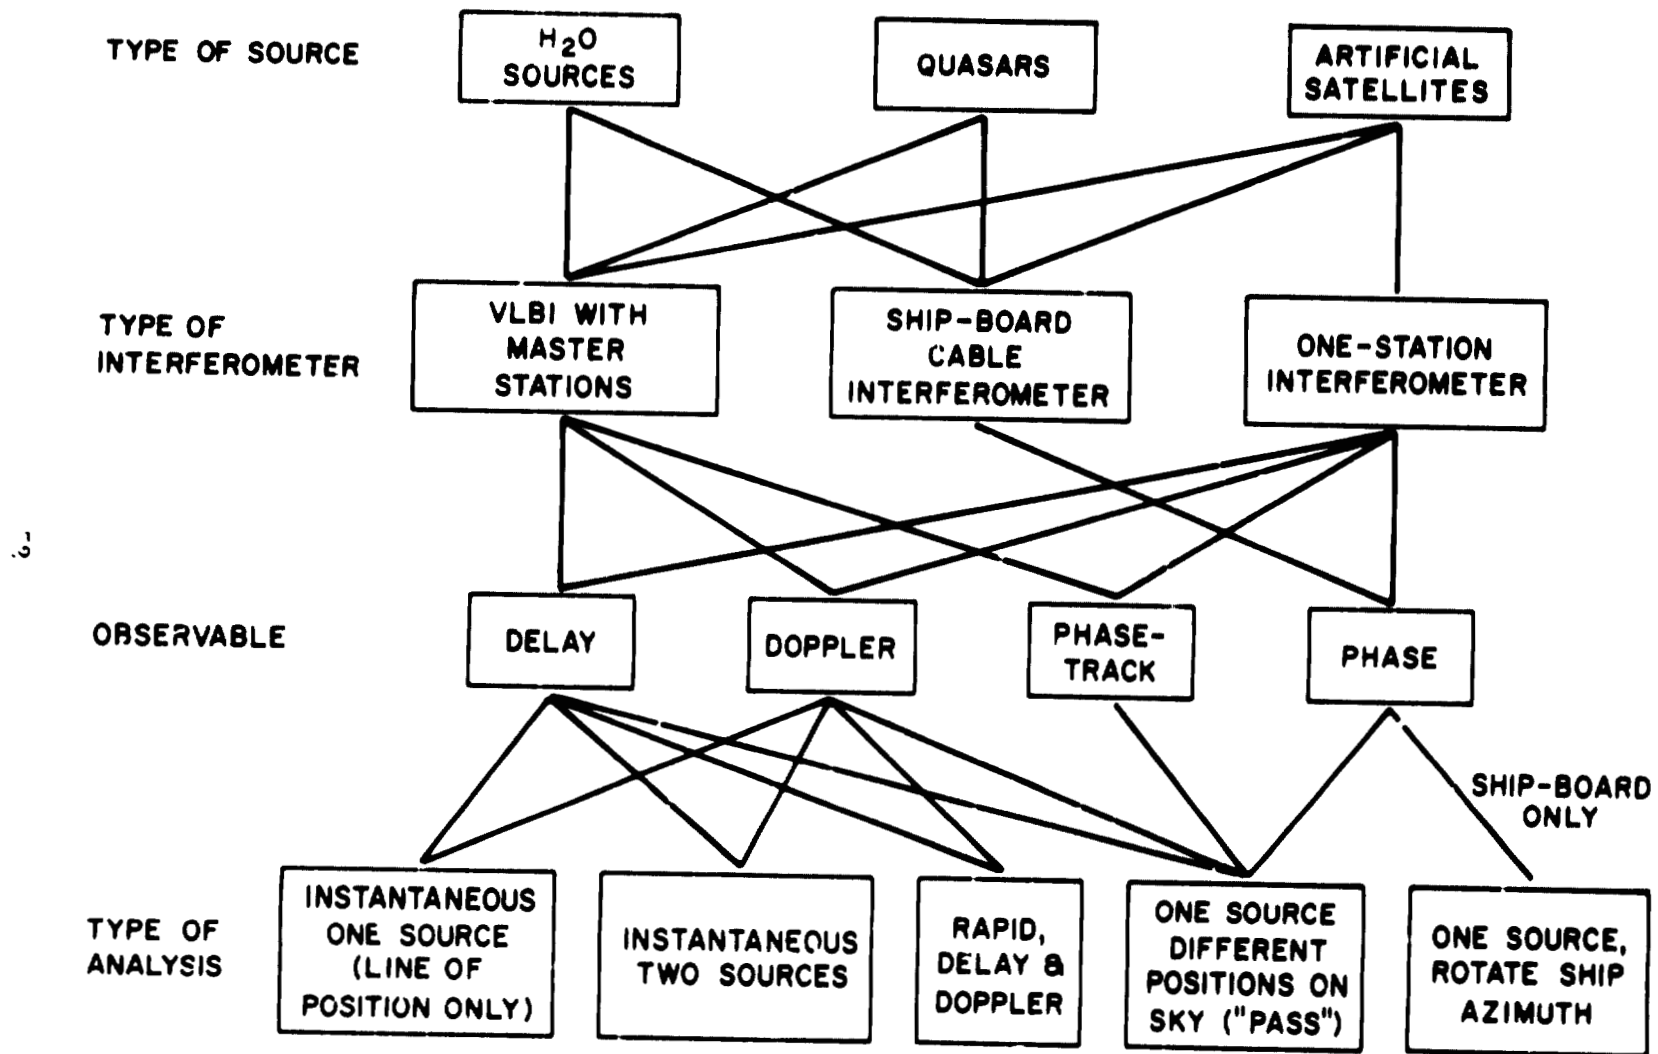 TYPE OF SOURCE
H2O
SOURCES
QUASARS
ARTIFICIAL
SATELLITES
TYPE OF
INTERFEROMETER
VLBI WITH
MASTER
STATIONS
SHIP-BOARD
CABLE
INTERFEROMETER
ONE-STATION
INTERFEROMETER
OBSERVABLE
DELAY
DOPPLER
PHASE-
TRACK
PHASE
SHIP-BOARD
ONLY
TYPE OF
ANALYSIS
INSTANTANEOUS
ONE SOURCE
(LINE OF
POSITION ONLY)
INSTANTANEOUS
TWO SOURCES
RAPID,
DELAY &
DOPPLER
ONE SOURCE
DIFFERENT
POSITIONS ON
SKY ("PASS")
ONE SOURCE,
ROTATE SHIP
AZIMUTH